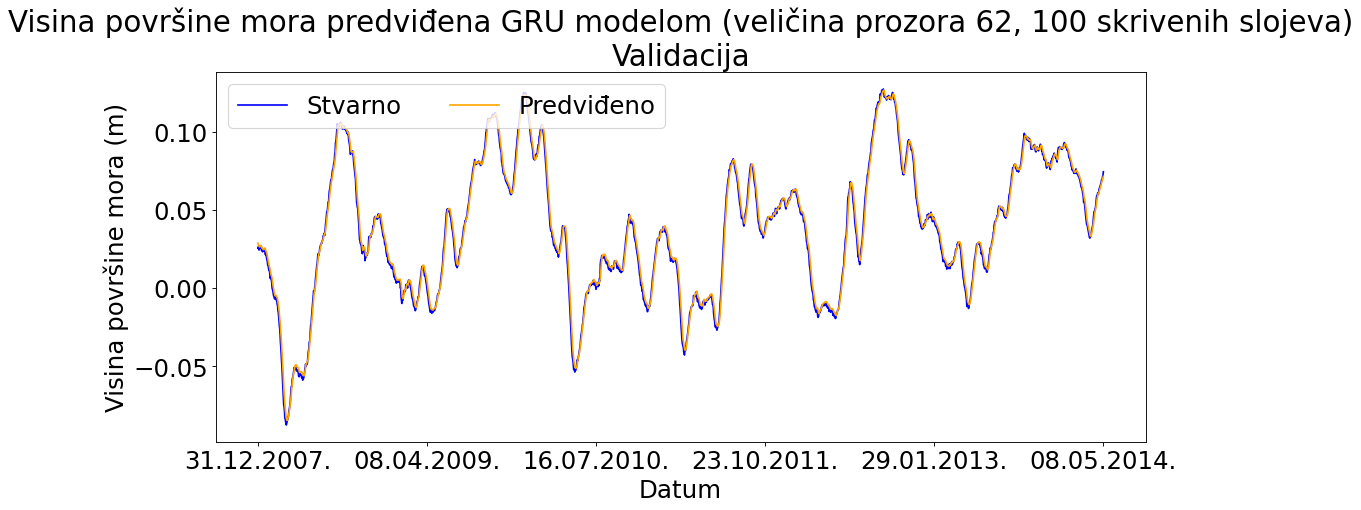 Visina površine mora predviđena GRU modelom (veličina prozora 62, 100 skrivenih slojeva)
Validacija
Stvarno
Predviđeno
Visina površine mora (m)
0.10
0.05
0.00
−0.05
31.12.2007.
08.04.2009.
16.07.2010.
23.10.2011.
29.01.2013.
08.05.2014.
Datum